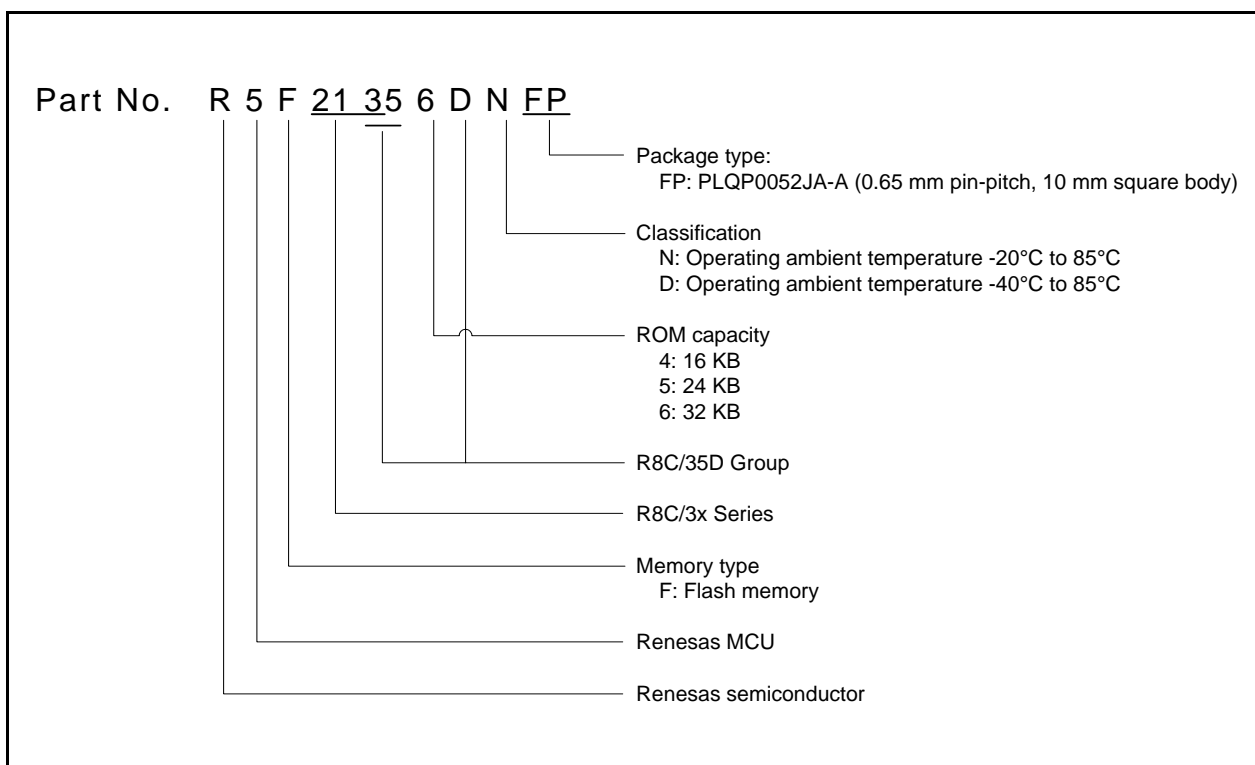 Part No. R 5 F 21 35 6 D N FP
Package type:
FP: PLQP0052JA-A (0.65 mm pin-pitch, 10 mm square body)
Classification
N: Operating ambient temperature -20°C to 85°C
D: Operating ambient temperature -40°C to 85°C
ROM capacity
4: 16 KB
5: 24 KB
6: 32 KB
R8C/35D Group
R8C/3x Series
Memory type
F: Flash memory
Renesas MCU
Renesas semiconductor